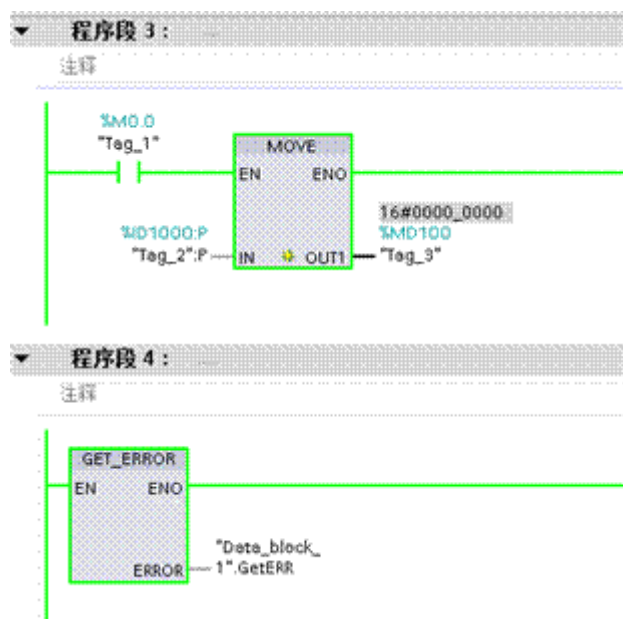 程序段 3：
注释
%M0.0
"Tag_1"
MOVE
EN ENO
16#0000_0000
%ID1000:P
%MD100
"Tag_2":P IN OUT1 "Tag_3"
程序段 4：
注释
GET_ERROR
EN ENO
"Data_block_
ERROR 1".GetERR